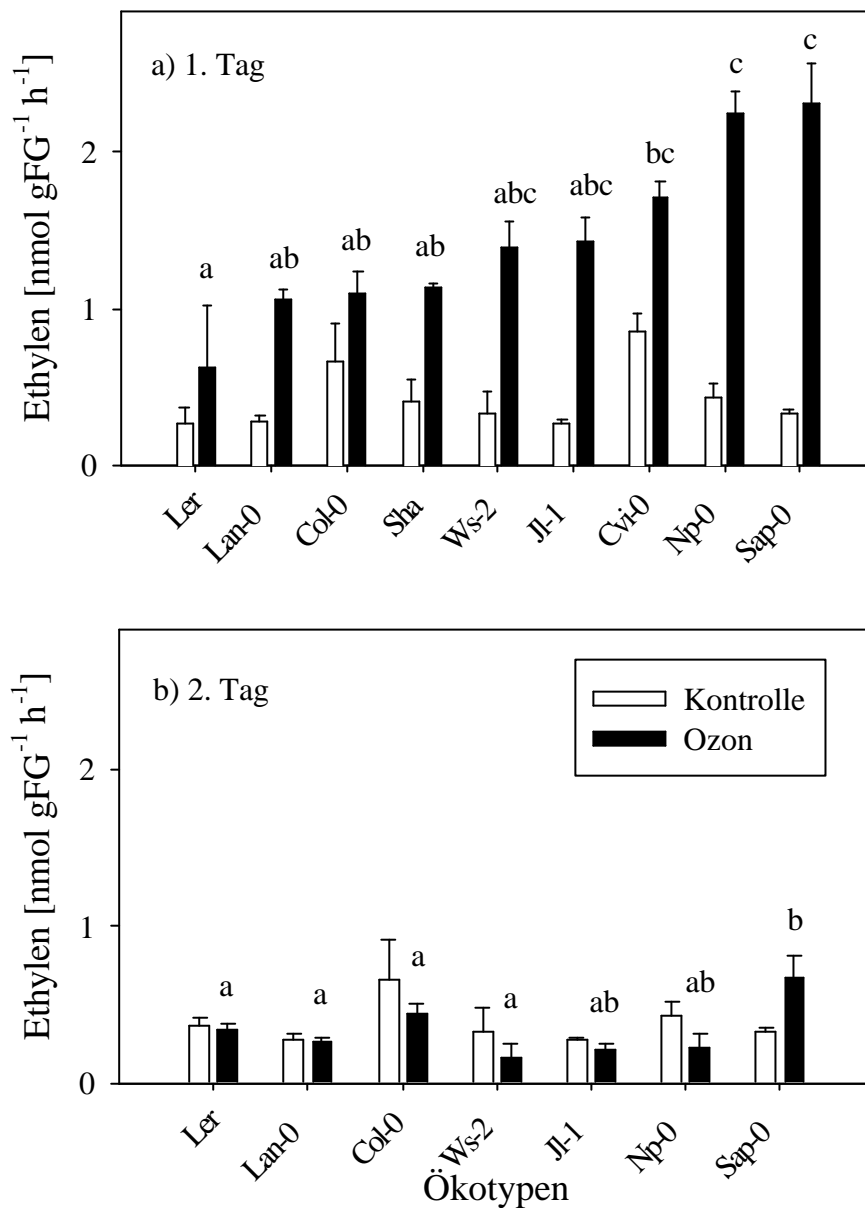 a) 1. Tag
Ethylen [nmol gFG⁻¹ h⁻¹]
2
1
0
a
ab
ab
ab
abc
abc
bc
c
c
Ler
Lan-0
Col-0
Sha
Ws-2
Jl-1
Cvi-0
Np-0
Sap-0
b) 2. Tag
Kontrolle
Ozon
Ethylen [nmol gFG⁻¹ h⁻¹]
2
1
0
a
a
a
a
ab
ab
b
Ler
Lan-0
Col-0
Ws-2
Jl-1
Np-0
Sap-0
Ökotypen